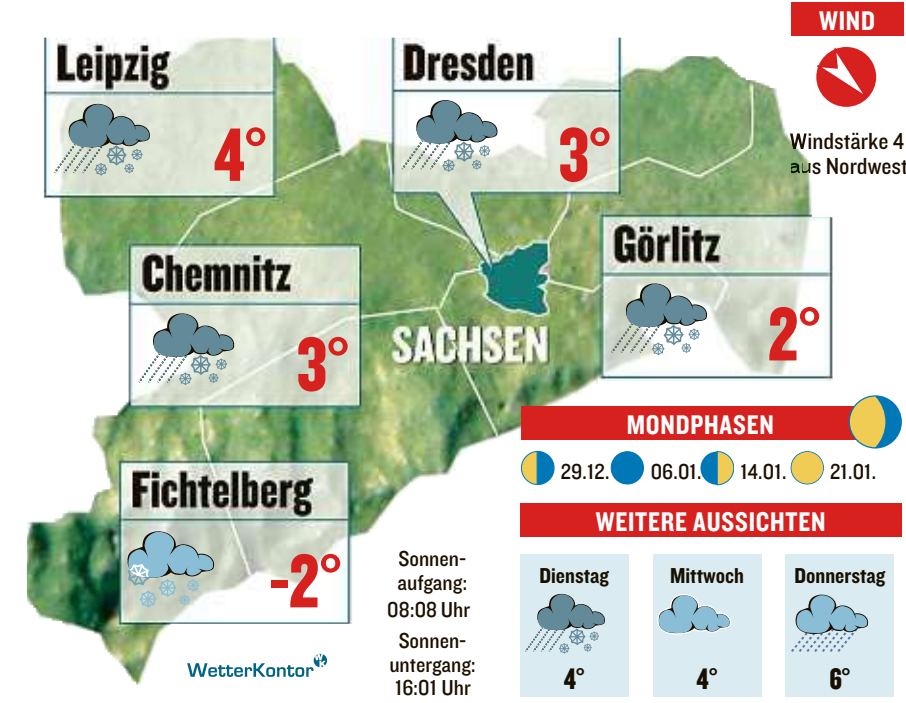 WIND
Windstärke 4
aus Nordwest
Leipzig
4°
Dresden
3°
Chemnitz
3°
Görlitz
2°
SACHSEN
Fichtelberg
-2°
WetterKontor
MONDPHASEN
29.12. 06.01. 14.01. 21.01.
WEITERE AUSSICHTEN
Sonnen-
aufgang:
08:08 Uhr
Sonnen-
untergang:
16:01 Uhr
Dienstag
4°
Mittwoch
4°
Donnerstag
6°